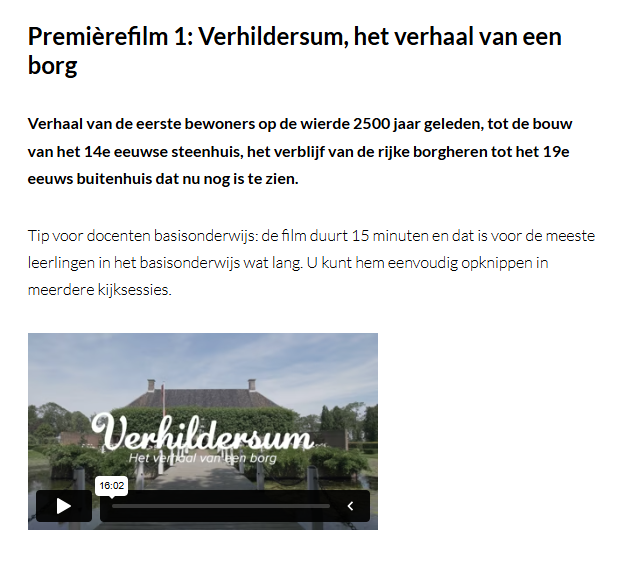 Premièrefilm 1: Verhildersum, het verhaal van een
borg
Verhaal van de eerste bewoners op de wierde 2500 jaar geleden, tot de bouw
van het 14e eeuwse steenhuis, het verblijf van de rijke borgheren tot het 19e
eeuws buitenhuis dat nu nog is te zien.
Tip voor docenten basisonderwijs: de film duurt 15 minuten en dat is voor de meeste
leerlingen in het basisonderwijs wat lang. U kunt hem eenvoudig opknippen in
meerdere kijksessies.
Verhildersum
Het verhaal van een borg
16:02